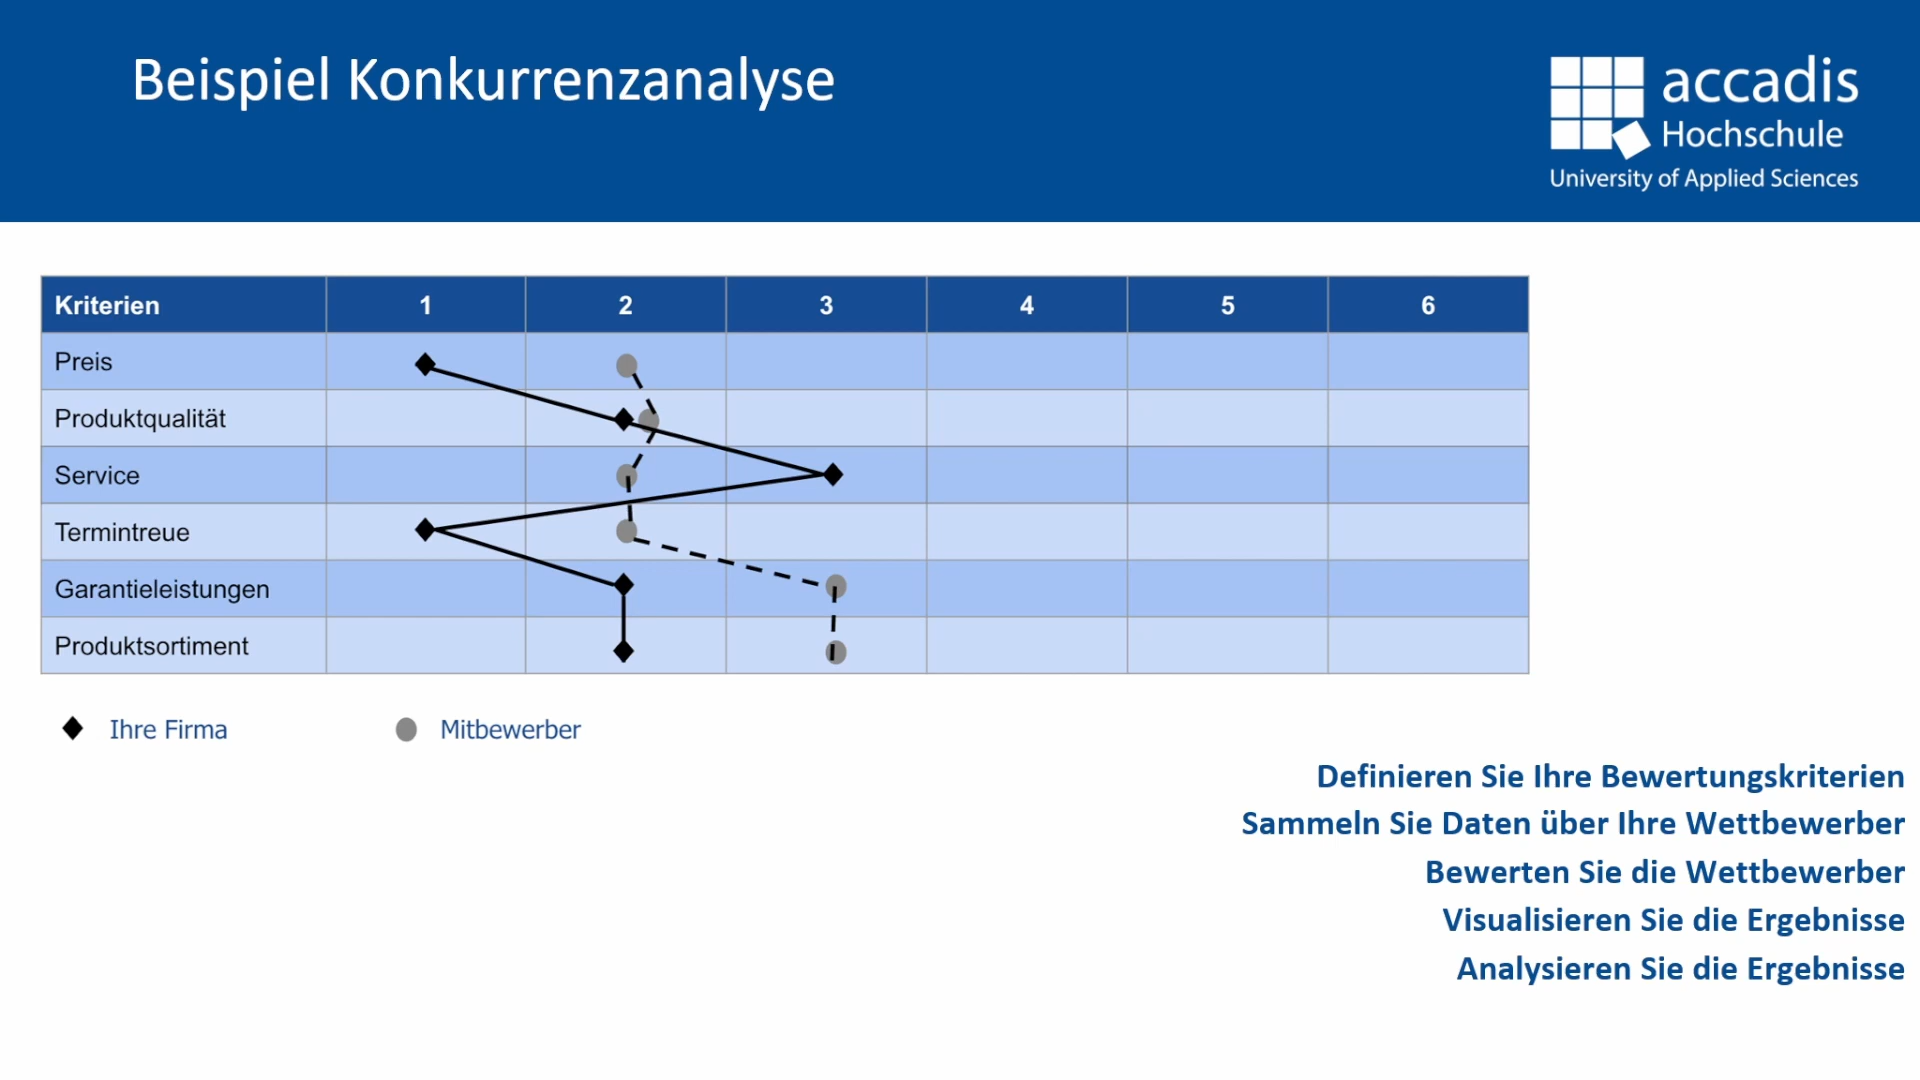 Beispiel Konkurrenzanalyse
accadis
Hochschule
University of Applied Sciences
Kriterien 1 2 3 4 5 6
Preis
Produktqualität
Service
Termintreue
Garantieleistungen
Produktsortiment
Ihre Firma Mitbewerber
Definieren Sie Ihre Bewertungskriterien
Sammeln Sie Daten über Ihre Wettbewerber
Bewerten Sie die Wettbewerber
Visualisieren Sie die Ergebnisse
Analysieren Sie die Ergebnisse